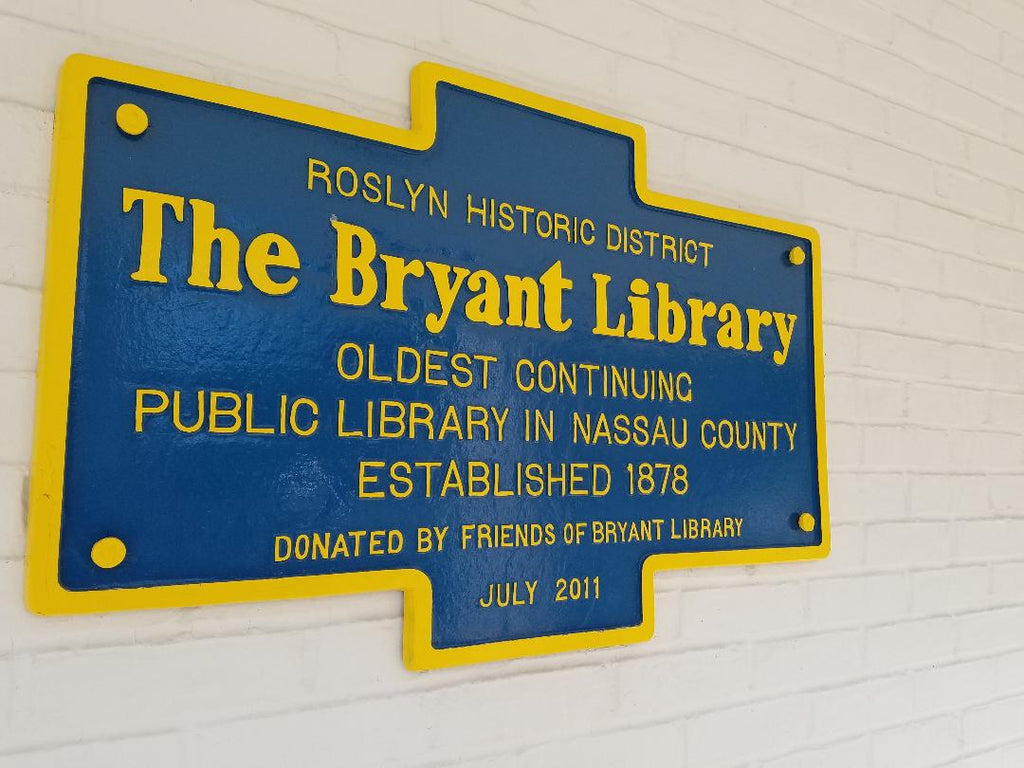 ROSLYN HISTORIC DISTRICT
The Bryant Library
OLDEST CONTINUING
PUBLIC LIBRARY IN NASSAU COUNTY
ESTABLISHED 1878
DONATED BY FRIENDS OF BRYANT LIBRARY
JULY 2011